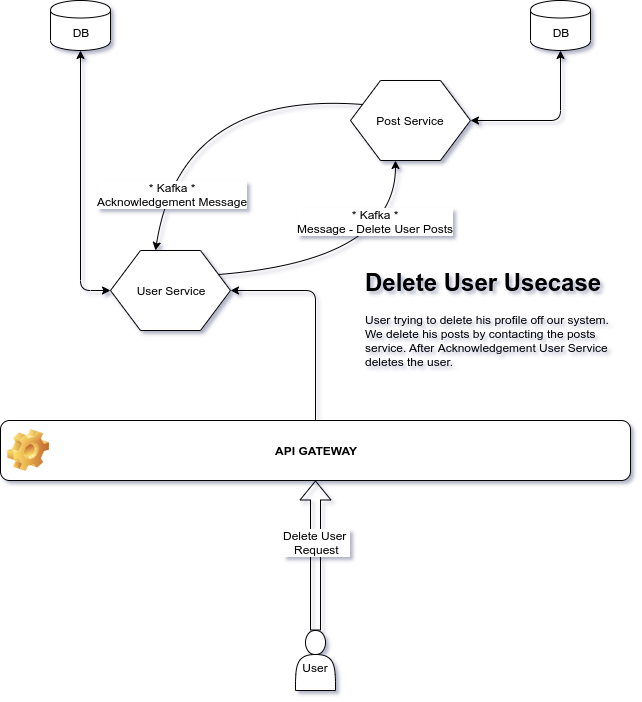 DB
DB
Post Service
* Kafka *
Acknowledgement Message
* Kafka *
Message - Delete User Posts
User Service
Delete User Usecase
User trying to delete his profile off our system.
We delete his posts by contacting the posts
service. After Acknowledgement User Service
deletes the user.
API GATEWAY
Delete User
Request
User